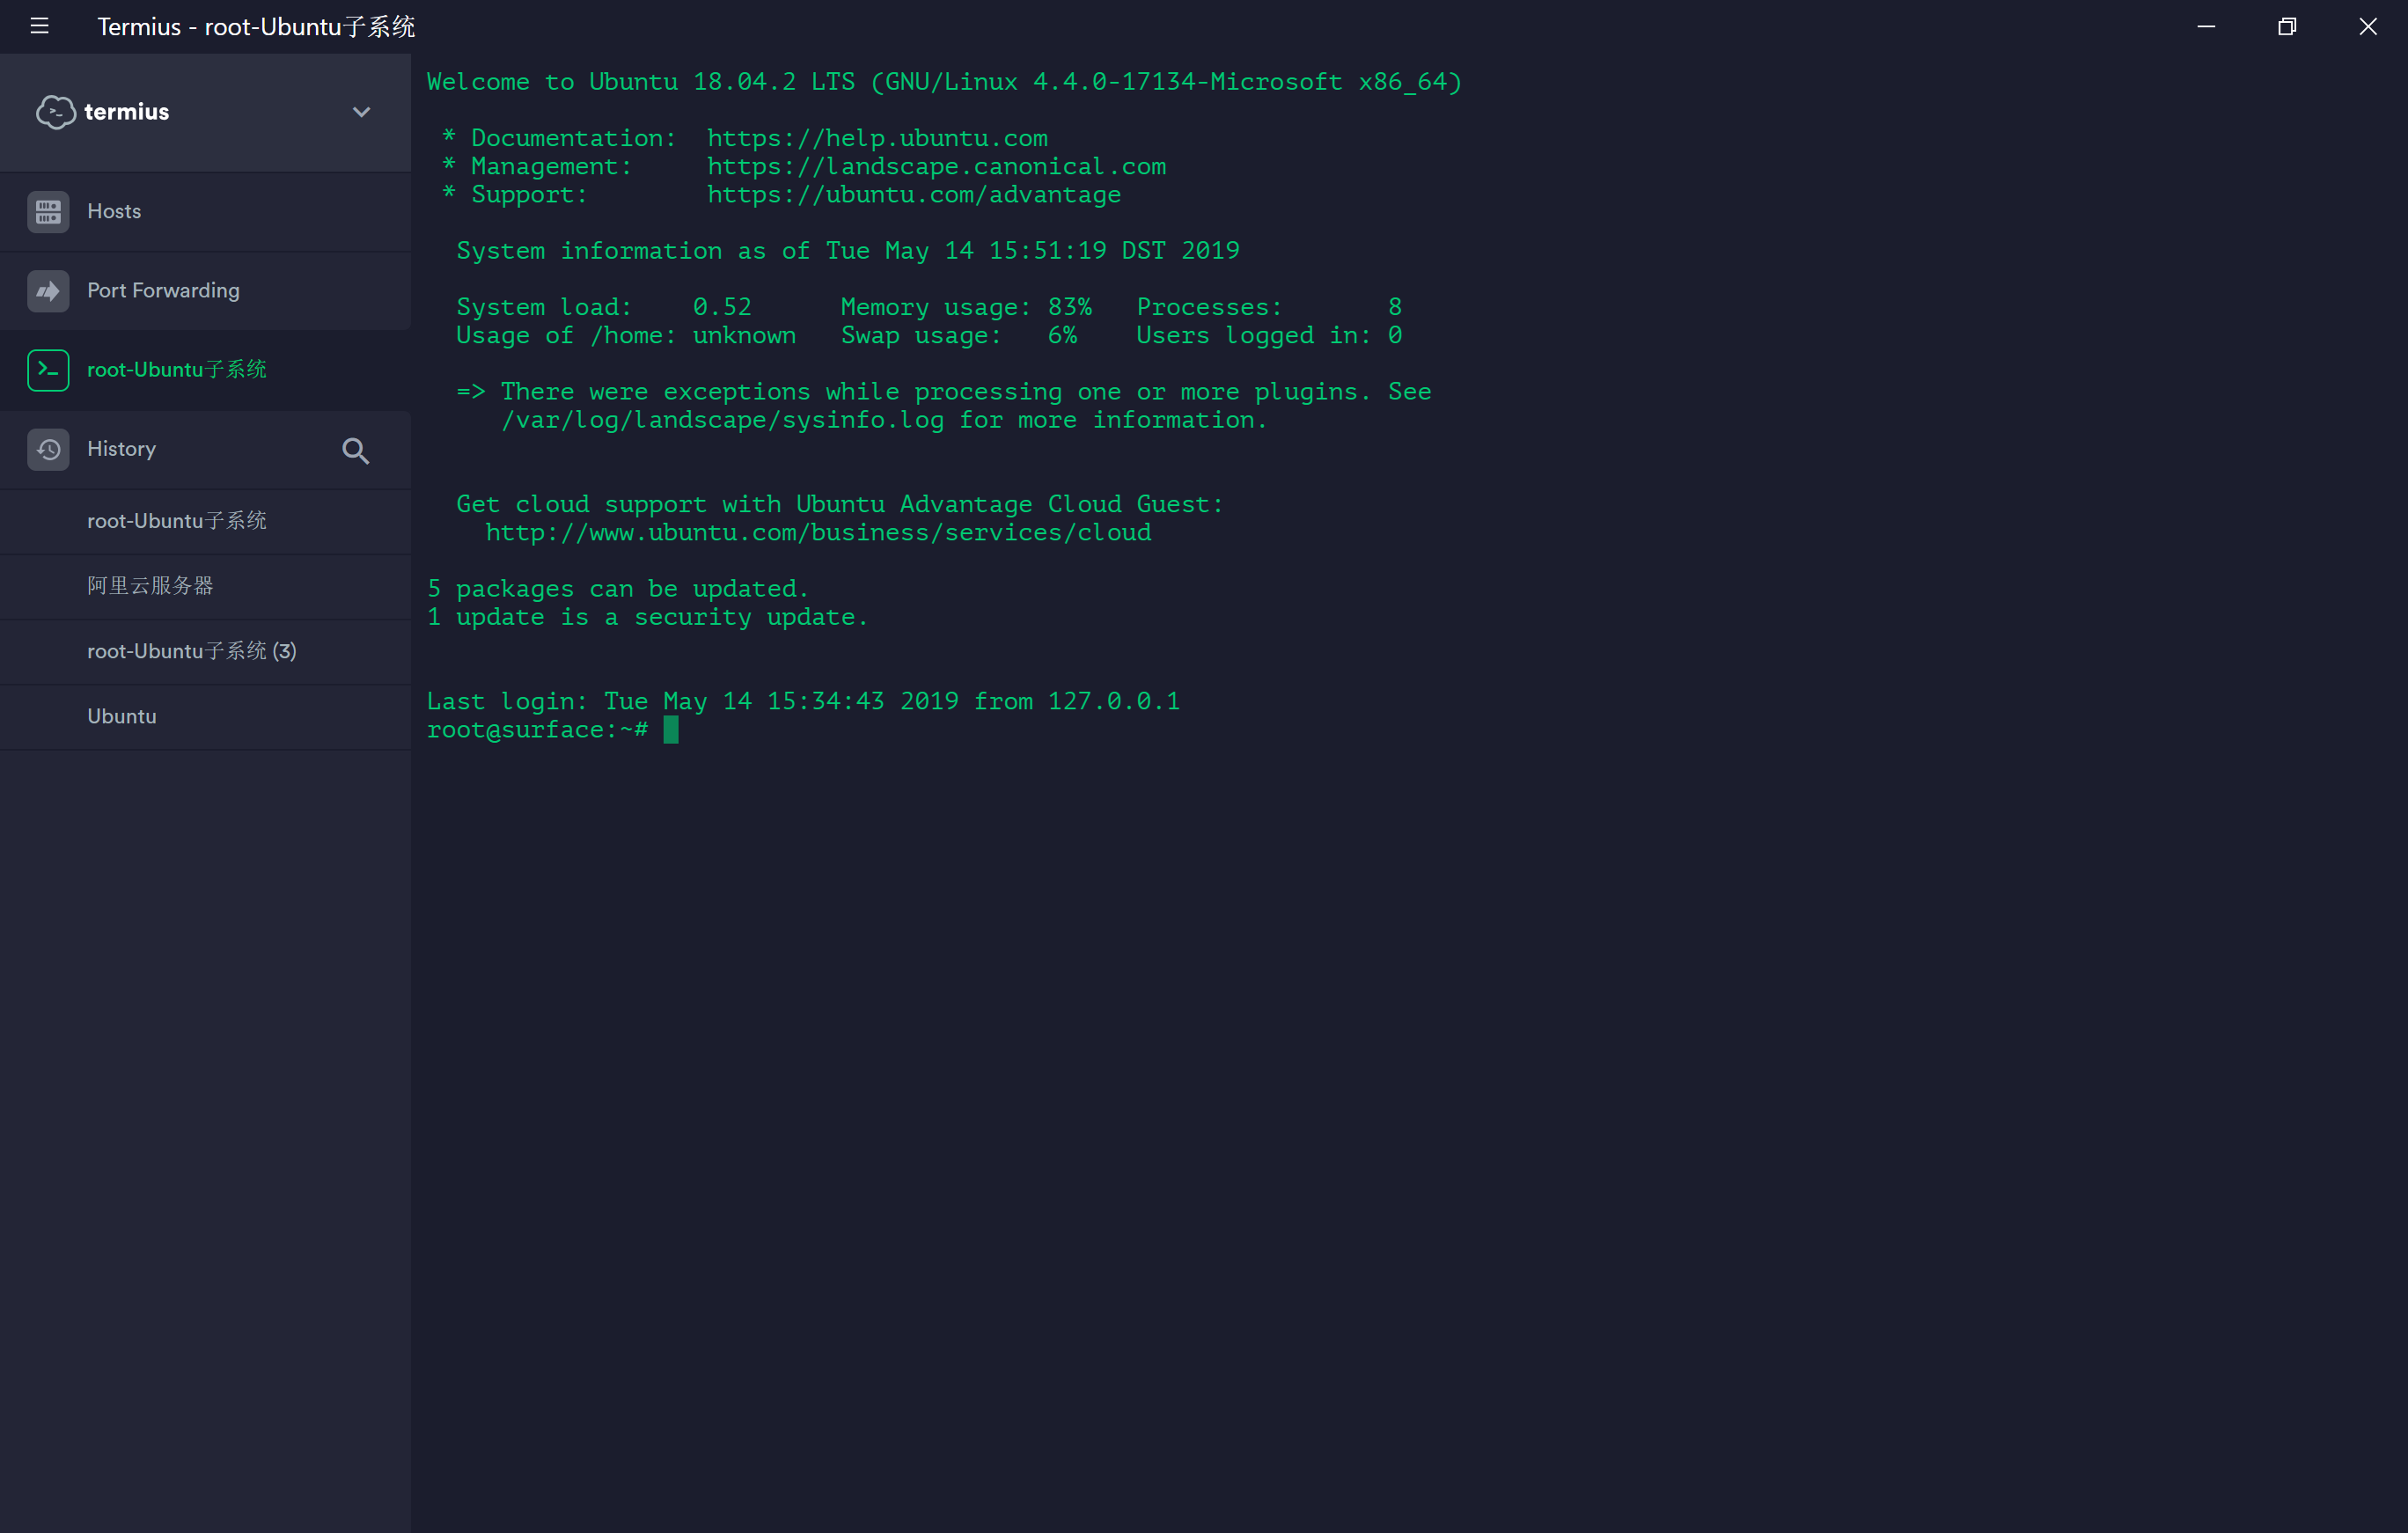 Termius - root-Ubuntu子系统
termius
Hosts
Port Forwarding
root-Ubuntu子系统
History
root-Ubuntu子系统
阿里云服务器
root-Ubuntu子系统 (3)
Ubuntu
Welcome to Ubuntu 18.04.2 LTS (GNU/Linux 4.4.0-17134-Microsoft x86_64)
* Documentation:  https://help.ubuntu.com
* Management:     https://landscape.canonical.com
* Support:        https://ubuntu.com/advantage
System information as of Tue May 14 15:51:19 DST 2019
System load:    0.52      Memory usage: 83%   Processes:       8
Usage of /home: unknown   Swap usage:   6%    Users logged in: 0
=> There were exceptions while processing one or more plugins. See
/var/log/landscape/sysinfo.log for more information.
Get cloud support with Ubuntu Advantage Cloud Guest:
http://www.ubuntu.com/business/services/cloud
5 packages can be updated.
1 update is a security update.
Last login: Tue May 14 15:34:43 2019 from 127.0.0.1
root@surface:~#